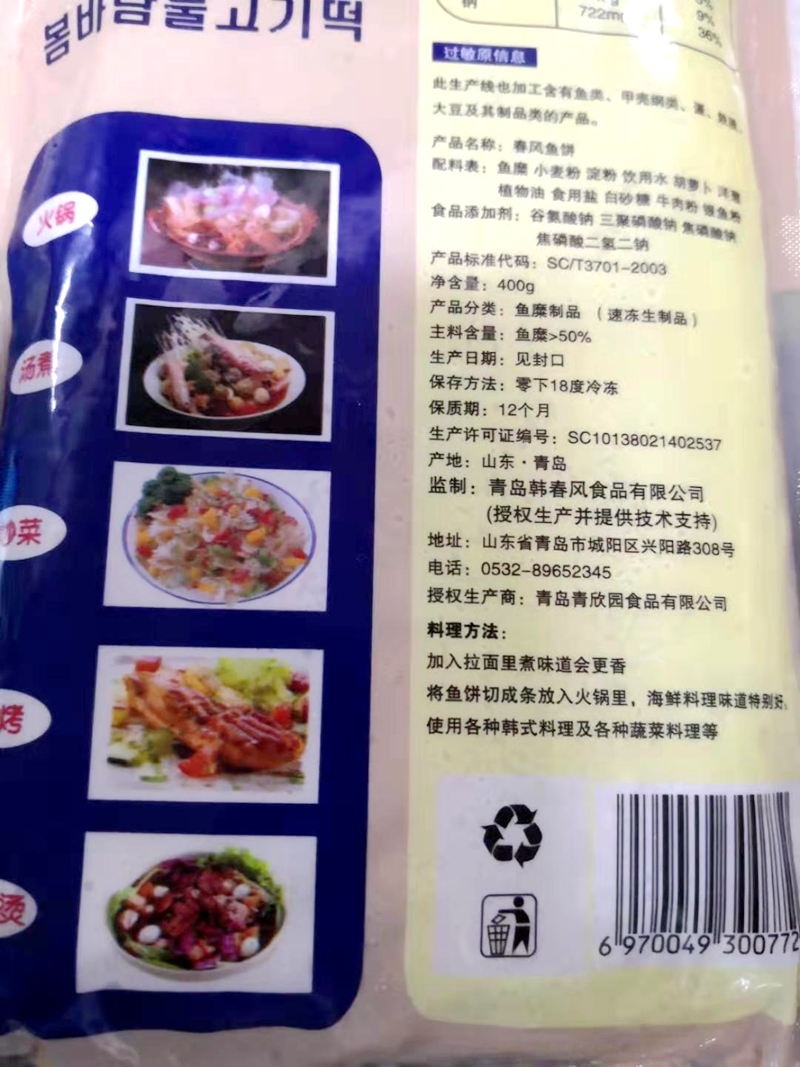 봄바람불고기떡
钠
722mg
9%
36%
过敏原信息
此生产线也加工含有鱼类、甲壳纲类、蛋、
大豆及其制品类的产品。
产品名称：春风鱼饼
配料表：鱼糜 小麦粉 淀粉 饮用水 胡萝卜 洋葱
植物油 食用盐 白砂糖 牛肉粉 银鱼粉
食品添加剂：谷氨酸钠 三聚磷酸钠 焦磷酸钠
焦磷酸二氢二钠
产品标准代码：SC/T3701-2003
净含量：400g
产品分类：鱼糜制品 （速冻生制品）
主料含量：鱼糜>50%
生产日期：见封口
保存方法：零下18度冷冻
保质期：12个月
生产许可证编号：SC10138021402537
产地：山东·青岛
监制：青岛韩春风食品有限公司
(授权生产并提供技术支持)
地址：山东省青岛市城阳区兴阳路308号
电话：0532-89652345
授权生产商：青岛青欣园食品有限公司
料理方法：
加入拉面里煮味道会更香
将鱼饼切成条放入火锅里，海鲜料理味道特别好。
使用各种韩式料理及各种蔬菜料理等
火锅
汤煮
炒菜
烤
烫
6 970049 300772